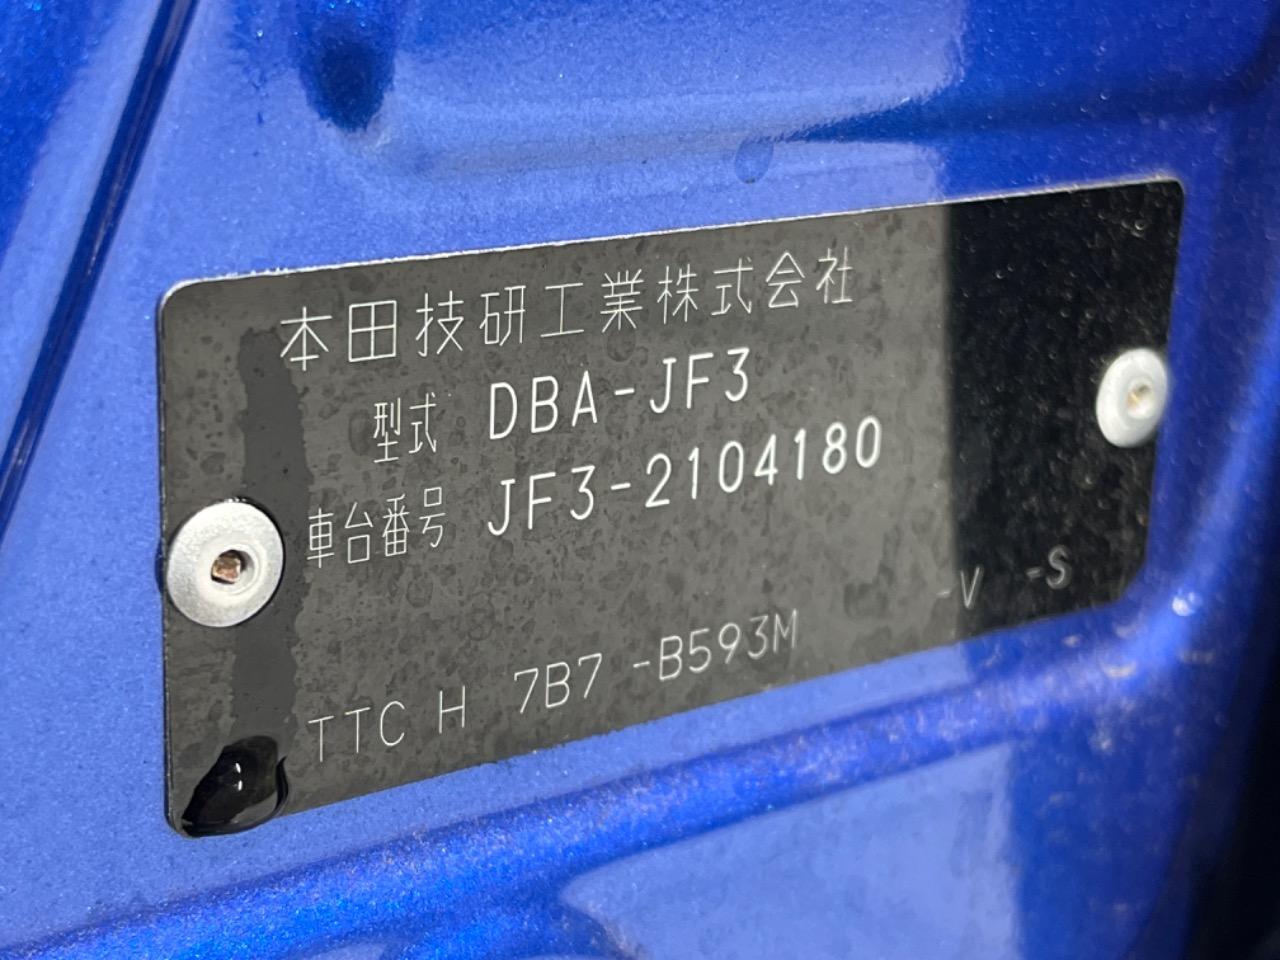 本田技研工業株式会社
型式 DBA-JF3
車台番号 JF3-2104180
TTC H 7B7 -B593M -V -S